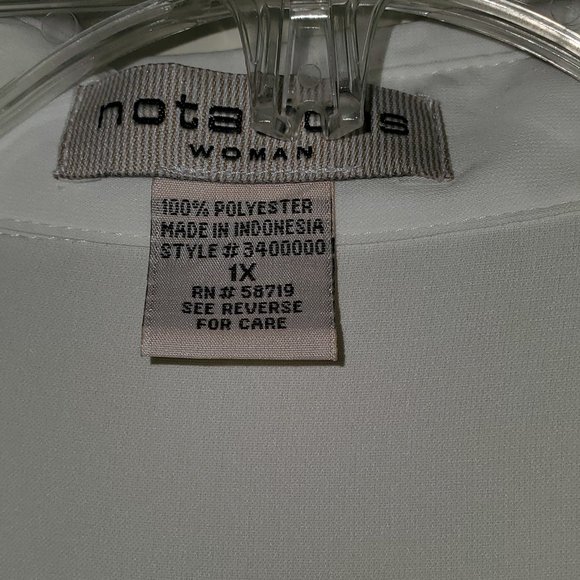 WOMAN
100% POLYESTER
MADE IN INDONESIA
STYLE # 3400000
1X
RN# 58719
SEE REVERSE
FOR CARE